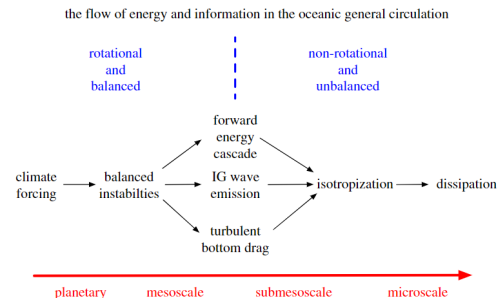 the flow of energy and information in the oceanic general circulation
rotational
and
balanced
non-rotational
and
unbalanced
forward
energy
cascade
climate
forcing
balanced
instabilties
IG wave
emission
isotropization
dissipation
turbulent
bottom drag
planetary
mesoscale
submesoscale
microscale